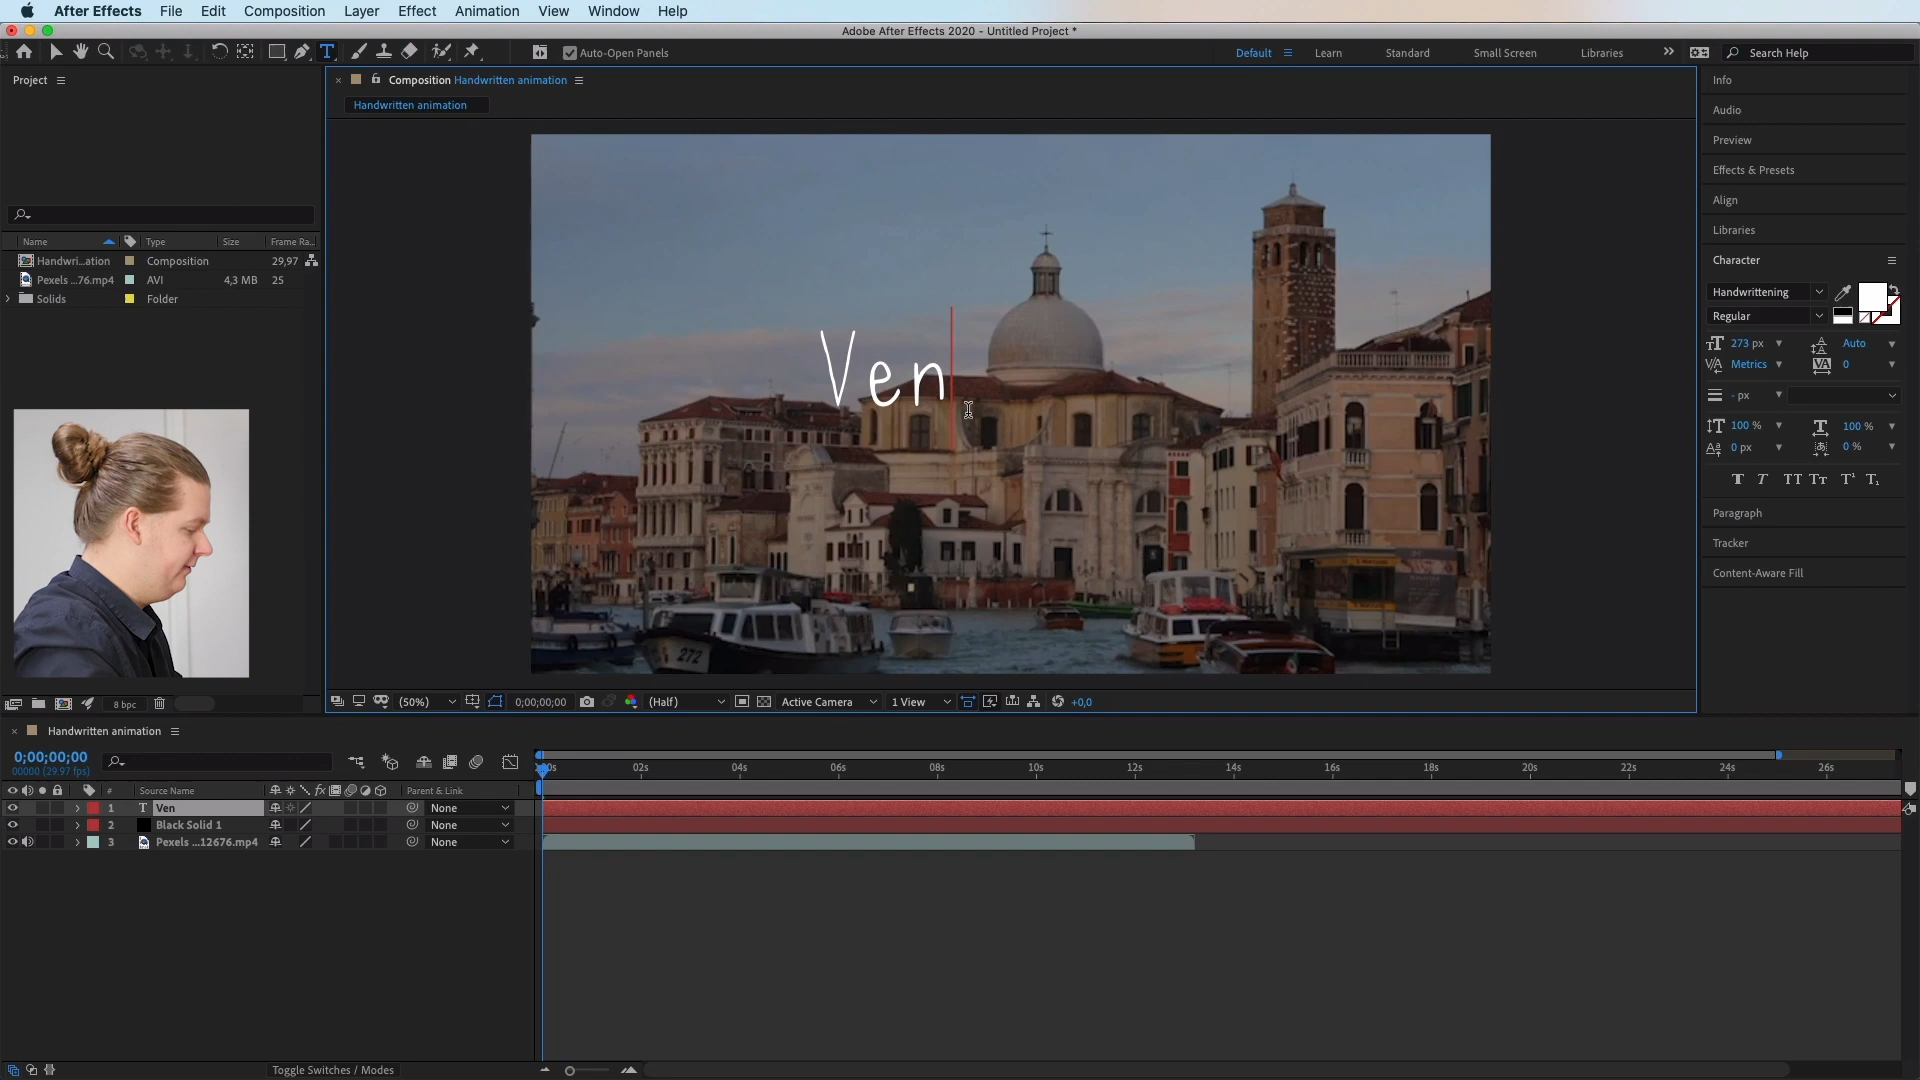 After Effects File Edit Composition Layer Effect Animation View Window Help
Adobe After Effects 2020 - Untitled Project *
Auto-Open Panels Default Learn Standard Small Screen Libraries Search Help
Project
Composition Handwritten animation
Handwritten animation
Name Type Size Frame Ra...
Handwri...ation Composition 29,97
Pexels ...76.mp4 AVI 4,3 MB 25
Solids Folder
8 bpc
Ven
272
(50%) 0;00;00;00 (Half) Active Camera 1 View +0,0
Info
Audio
Preview
Effects & Presets
Align
Libraries
Character
Handwrittening
Regular
273 px Auto
Metrics 0
- px
100 % 100 %
0 px 0 %
Paragraph
Tracker
Content-Aware Fill
Handwritten animation
0;00;00;00
00000 (29.97 fps)
02s 04s 06s 08s 10s 12s 14s 16s 18s 20s 22s 24s 26s
# Source Name Parent & Link
1 Ven None
2 Black Solid 1 None
3 Pexels ...12676.mp4 None
Toggle Switches / Modes